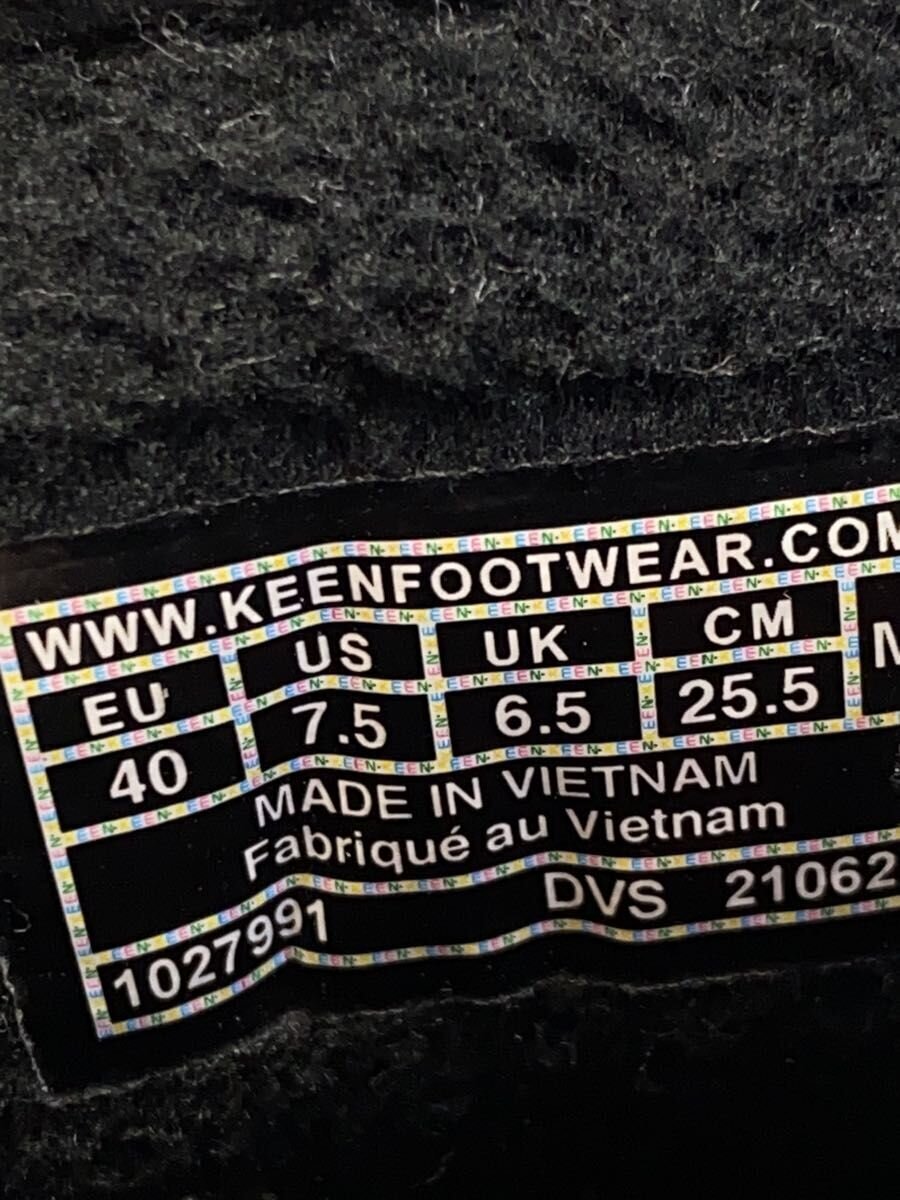 WWW.KEENFOOTWEAR.COM
EU US UK CM M
40 7.5 6.5 25.5
MADE IN VIETNAM
Fabriqué au Vietnam
1027991 DVS 21062